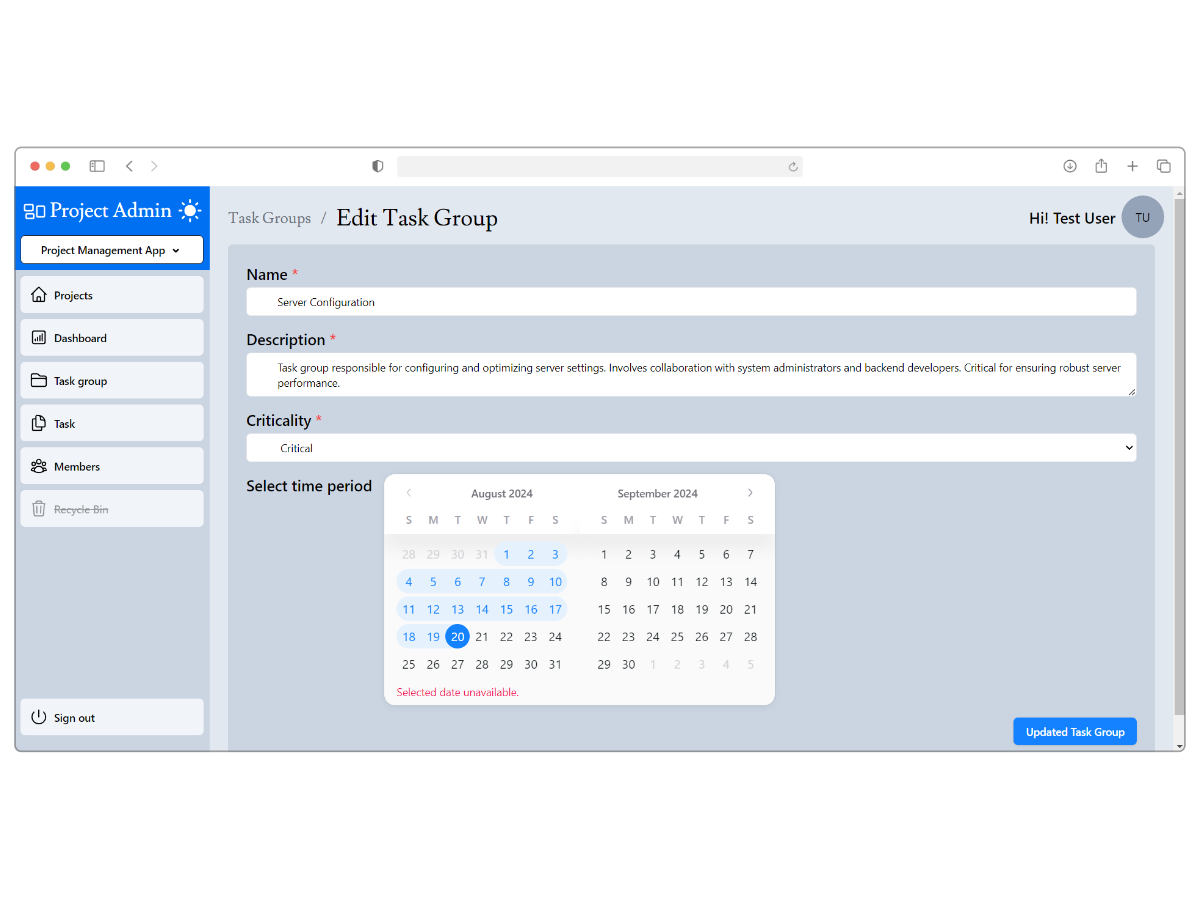 Project Admin
Project Management App
Projects
Dashboard
Task group
Task
Members
Recycle Bin
Sign out
Task Groups / Edit Task Group
Hi! Test User TU
Name *
Server Configuration
Description *
Task group responsible for configuring and optimizing server settings. Involves collaboration with system administrators and backend developers. Critical for ensuring robust server
performance.
Criticality *
Critical
Select time period
August 2024 September 2024
S M T W T F S S M T W T F S
28 29 30 31 1 2 3 1 2 3 4 5 6 7
4 5 6 7 8 9 10 8 9 10 11 12 13 14
11 12 13 14 15 16 17 15 16 17 18 19 20 21
18 19 20 21 22 23 24 22 23 24 25 26 27 28
25 26 27 28 29 30 31 29 30 1 2 3 4 5
Selected date unavailable.
Updated Task Group